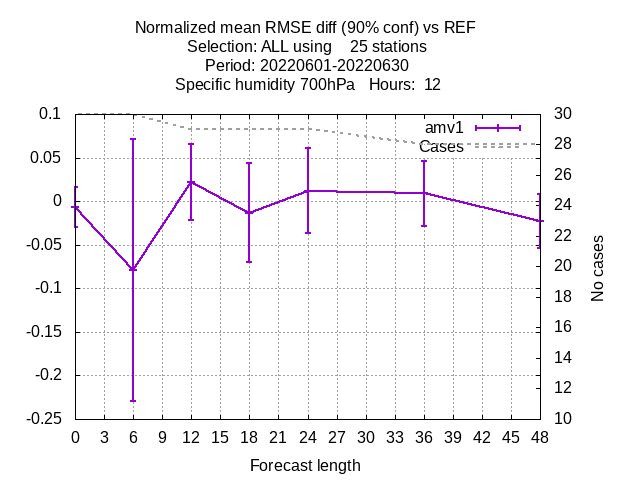 Normalized mean RMSE diff (90% conf) vs REF
Selection: ALL using    25 stations
Period: 20220601-20220630
Specific humidity 700hPa   Hours:  12
0.1
0.05
0
-0.05
-0.1
-0.15
-0.2
-0.25
amv1
Cases
30
28
26
24
22
20
18
16
14
12
10
No cases
0 3 6 9 12 15 18 21 24 27 30 33 36 39 42 45 48
Forecast length